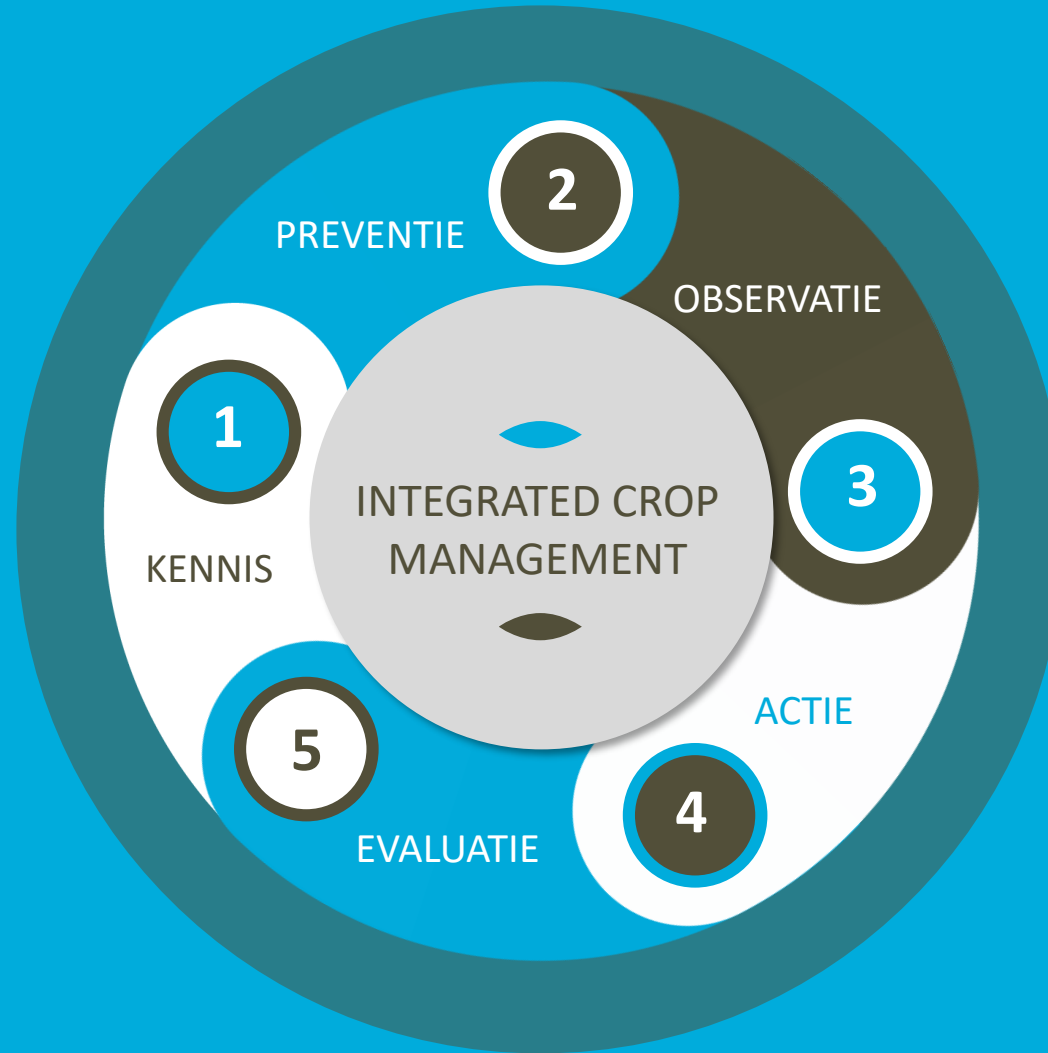 INTEGRATED CROP
MANAGEMENT
1
KENNIS
2
PREVENTIE
3
OBSERVATIE
4
ACTIE
5
EVALUATIE